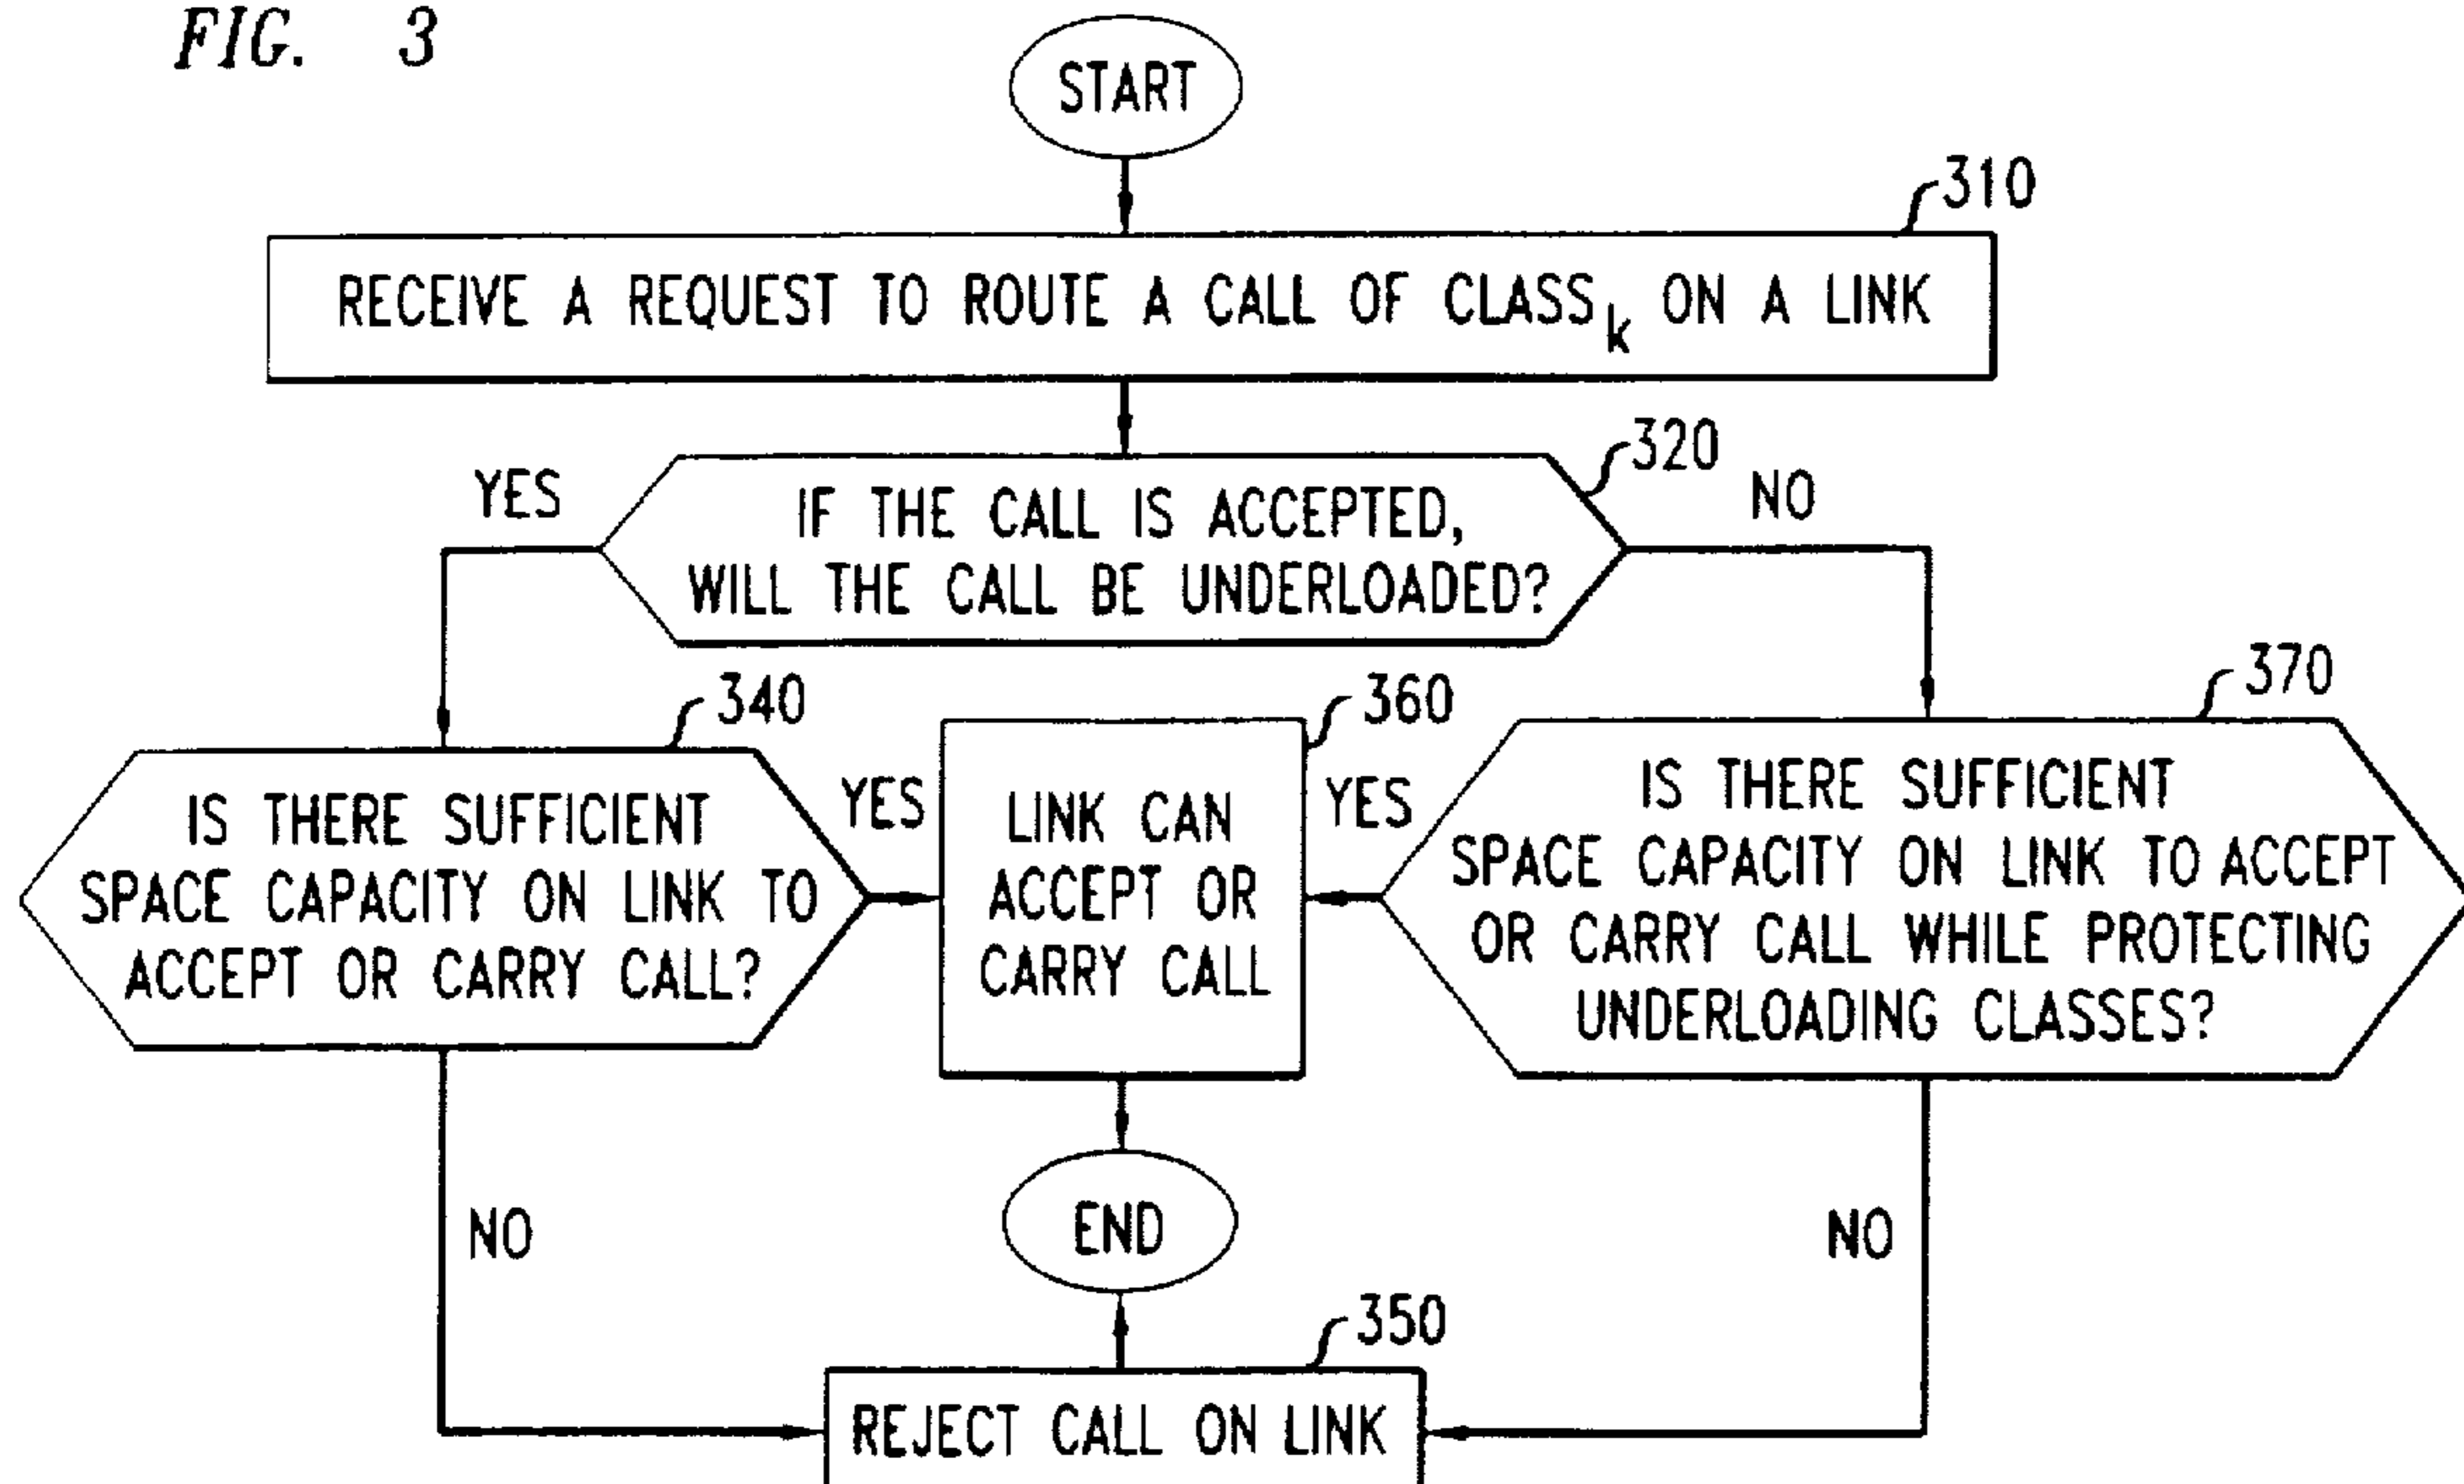 FIG. 3
START
310
RECEIVE A REQUEST TO ROUTE A CALL OF CLASSk ON A LINK
320
YES
NO
IF THE CALL IS ACCEPTED,
WILL THE CALL BE UNDERLOADED?
340
360
370
IS THERE SUFFICIENT
SPACE CAPACITY ON LINK TO
ACCEPT OR CARRY CALL?
YES
LINK CAN
ACCEPT OR
CARRY CALL
YES
IS THERE SUFFICIENT
SPACE CAPACITY ON LINK TO ACCEPT
OR CARRY CALL WHILE PROTECTING
UNDERLOADING CLASSES?
NO
END
NO
350
REJECT CALL ON LINK